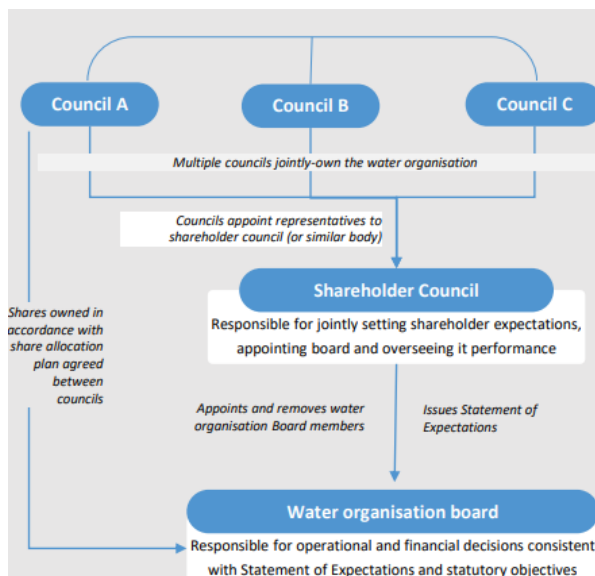 Council A
Council B
Council C
Multiple councils jointly-own the water organisation
Councils appoint representatives to
shareholder council (or similar body)
Shareholder Council
Responsible for jointly setting shareholder expectations,
appointing board and overseeing it performance
Shares owned in
accordance with
share allocation
plan agreed
between
councils
Appoints and removes water
organisation Board members
Issues Statement of
Expectations
Water organisation board
Responsible for operational and financial decisions consistent
with Statement of Expectations and statutory objectives